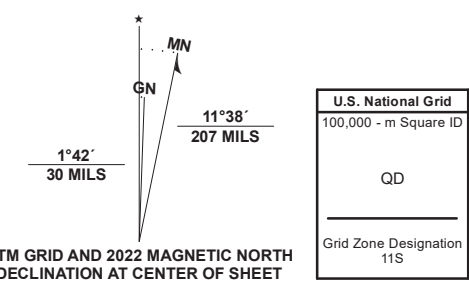 ★
MN
GN
11°38´
207 MILS
1°42´
30 MILS
TM GRID AND 2022 MAGNETIC NORTH
DECLINATION AT CENTER OF SHEET
U.S. National Grid
100,000 - m Square ID
QD
Grid Zone Designation
11S